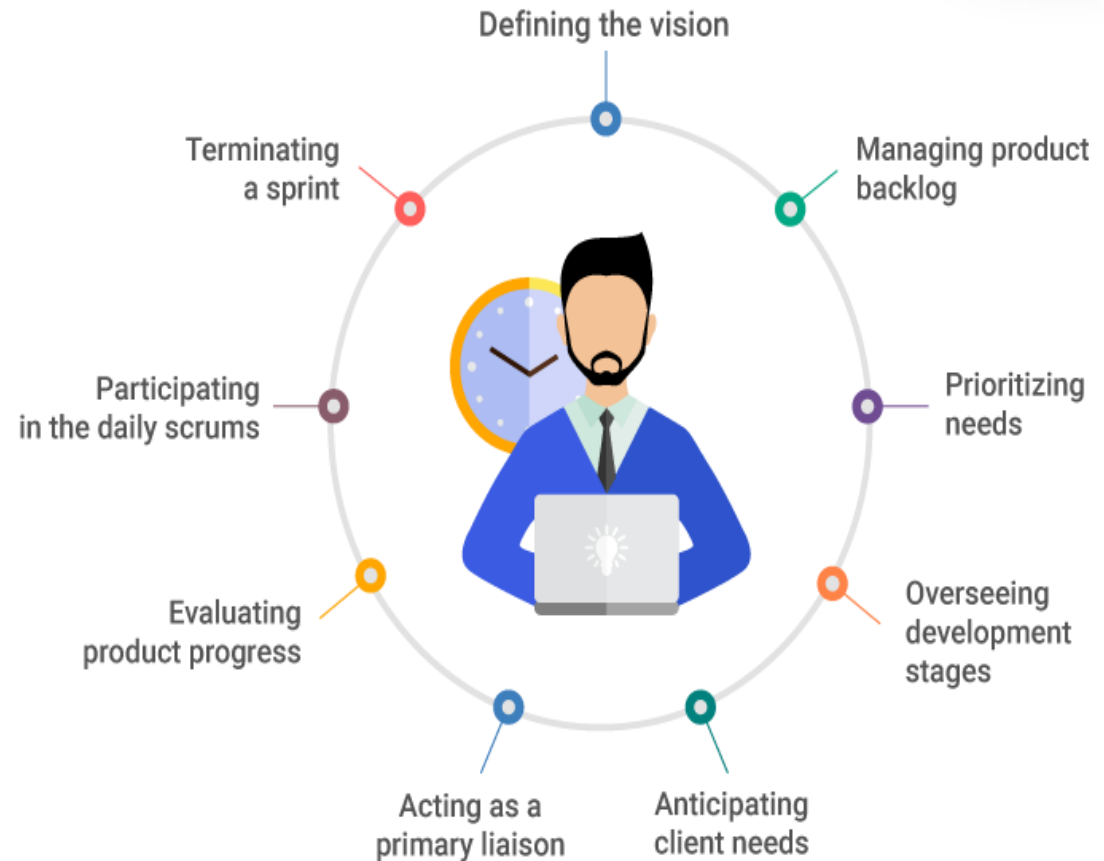 Defining the vision
Managing product
backlog
Prioritizing
needs
Overseeing
development
stages
Anticipating
client needs
Acting as a
primary liaison
Evaluating
product progress
Participating
in the daily scrums
Terminating
a sprint